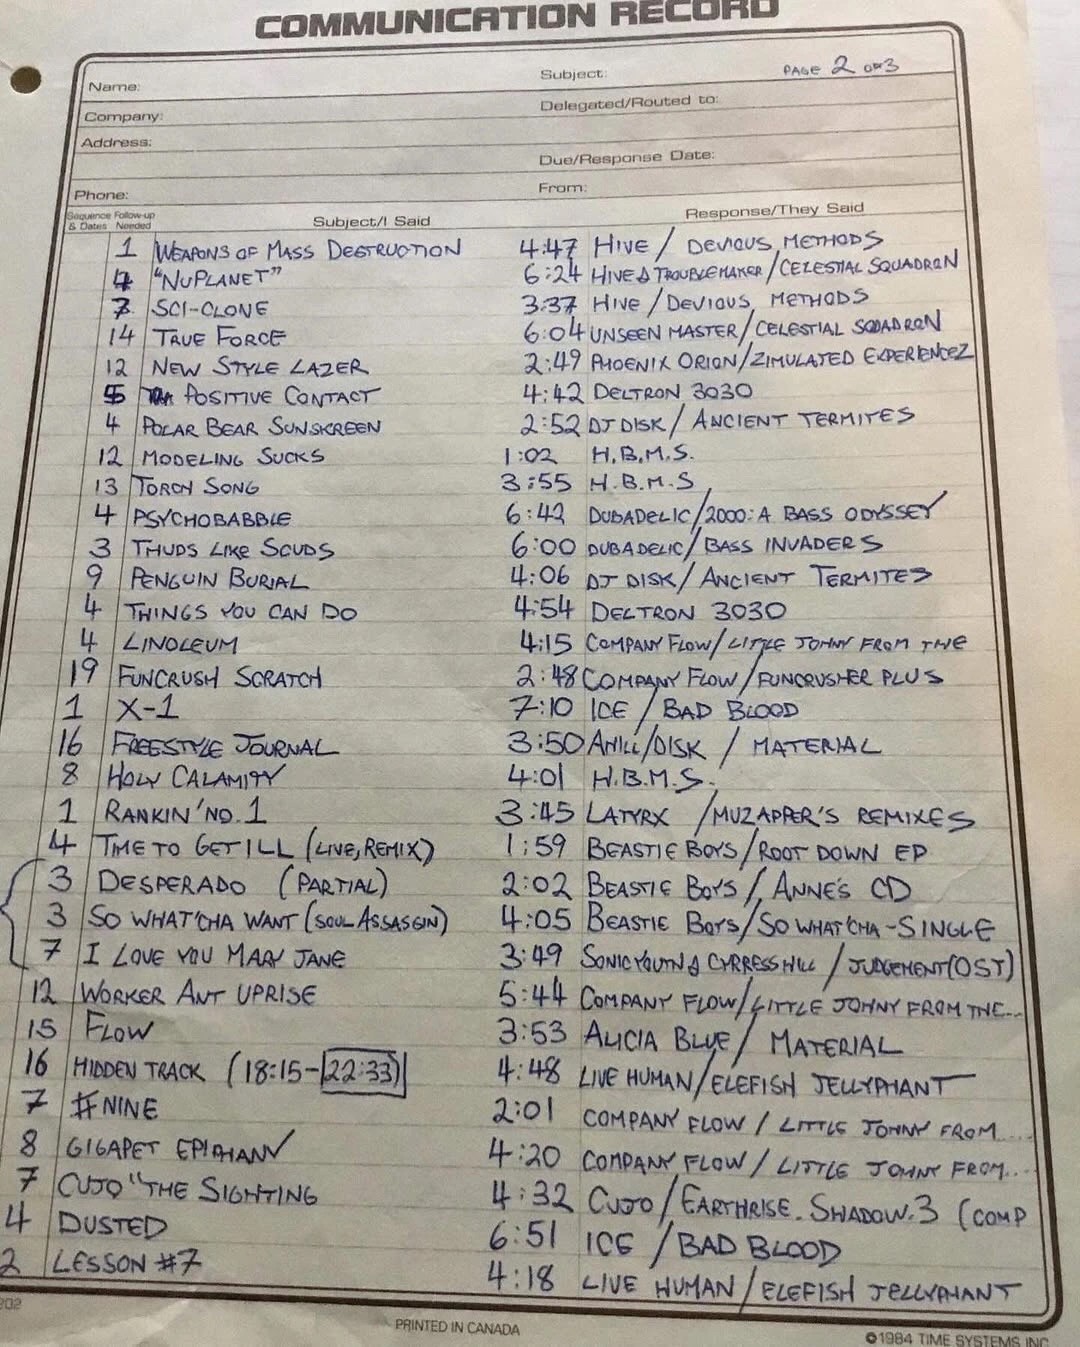 COMMUNICATION RECORD
PAGE 2 OF 3
Name: Subject:
Company: Delegated/Routed to:
Address:
Due/Response Date:
Phone: From:
Sequence & Dates Follow-up Needed Subject/I Said Response/They Said
1 WEAPONS OF MASS DESTRUCTION 4:47 HIVE / DEVIOUS METHODS
4 "NUPLANET" 6:24 HIVE & TROUBLEMAKER/CELESTIAL SQUADRON
7 SCI-CLONE 3:37 HIVE / DEVIOUS METHODS
14 TRUE FORCE 6:04 UNSEEN MASTER/CELESTIAL SQUADRON
12 NEW STYLE LAZER 2:49 PHOENIX ORION/ZIMULATED EXPERIENCEZ
5 POSITIVE CONTACT 4:42 DELTRON 3030
4 POLAR BEAR SUNSKREEN 2:52 DJ DISK / ANCIENT TERMITES
12 MODELING SUCKS 1:02 H.B.M.S.
13 TORCH SONG 3:55 H.B.M.S
4 PSYCHOBABBLE 6:42 DUBADELIC/2000: A BASS ODYSSEY
3 THUDS LIKE SCUDS 6:00 DUBADELIC/BASS INVADERS
9 PENGUIN BURIAL 4:06 DJ DISK/ANCIENT TERMITES
4 THINGS YOU CAN DO 4:54 DELTRON 3030
4 LINOLEUM 4:15 COMPANY FLOW/LITTLE JOHNY FROM THE
19 FUNCRUSH SCRATCH 2:48 COMPANY FLOW/FUNCRUSHER PLUS
1 X-1 7:10 ICE / BAD BLOOD
16 FREESTYLE JOURNAL 3:50 /DISK / MATERIAL
8 HOLY CALAMITY 4:01 H.B.M.S.
1 RANKIN' NO. 1 3:45 LATYRX /MUZAPPER'S REMIXES
4 TIME TO GET ILL (LIVE, REMIX) 1:59 BEASTIE BOYS/ROOT DOWN EP
3 DESPERADO (PARTIAL) 2:02 BEASTIE BOYS / ANNE'S CD
3 SO WHAT'CHA WANT (SOUL ASSASSIN) 4:05 BEASTIE BOYS/SO WHAT'CHA-SINGLE
7 I LOVE YOU MARY JANE 3:49 SONIC YOUTH & CYPRESS HILL / JUDGEMENT (OST)
12 WORKER ANT UPRISE 5:44 COMPANY FLOW/LITTLE JOHNY FROM THE...
15 FLOW 3:53 ALICIA BLUE/ MATERIAL
16 HIDDEN TRACK (18:15-22:33) 4:48 LIVE HUMAN/ELEFISH JELLYPHANT
7 #NINE 2:01 COMPANY FLOW / LITTLE JOHNY FROM....
8 GIGAPET EPIPHANY 4:20 COMPANY FLOW / LITTLE JOHNY FROM...
7 CUJO "THE SIGHTING 4:32 CUJO/EARTHRISE. SHADOW.3 (COMP
4 DUSTED 6:51 ICE / BAD BLOOD
2 LESSON #7 4:18 LIVE HUMAN/ELEFISH JELLYPHANT
202 PRINTED IN CANADA ©1984 TIME SYSTEMS INC